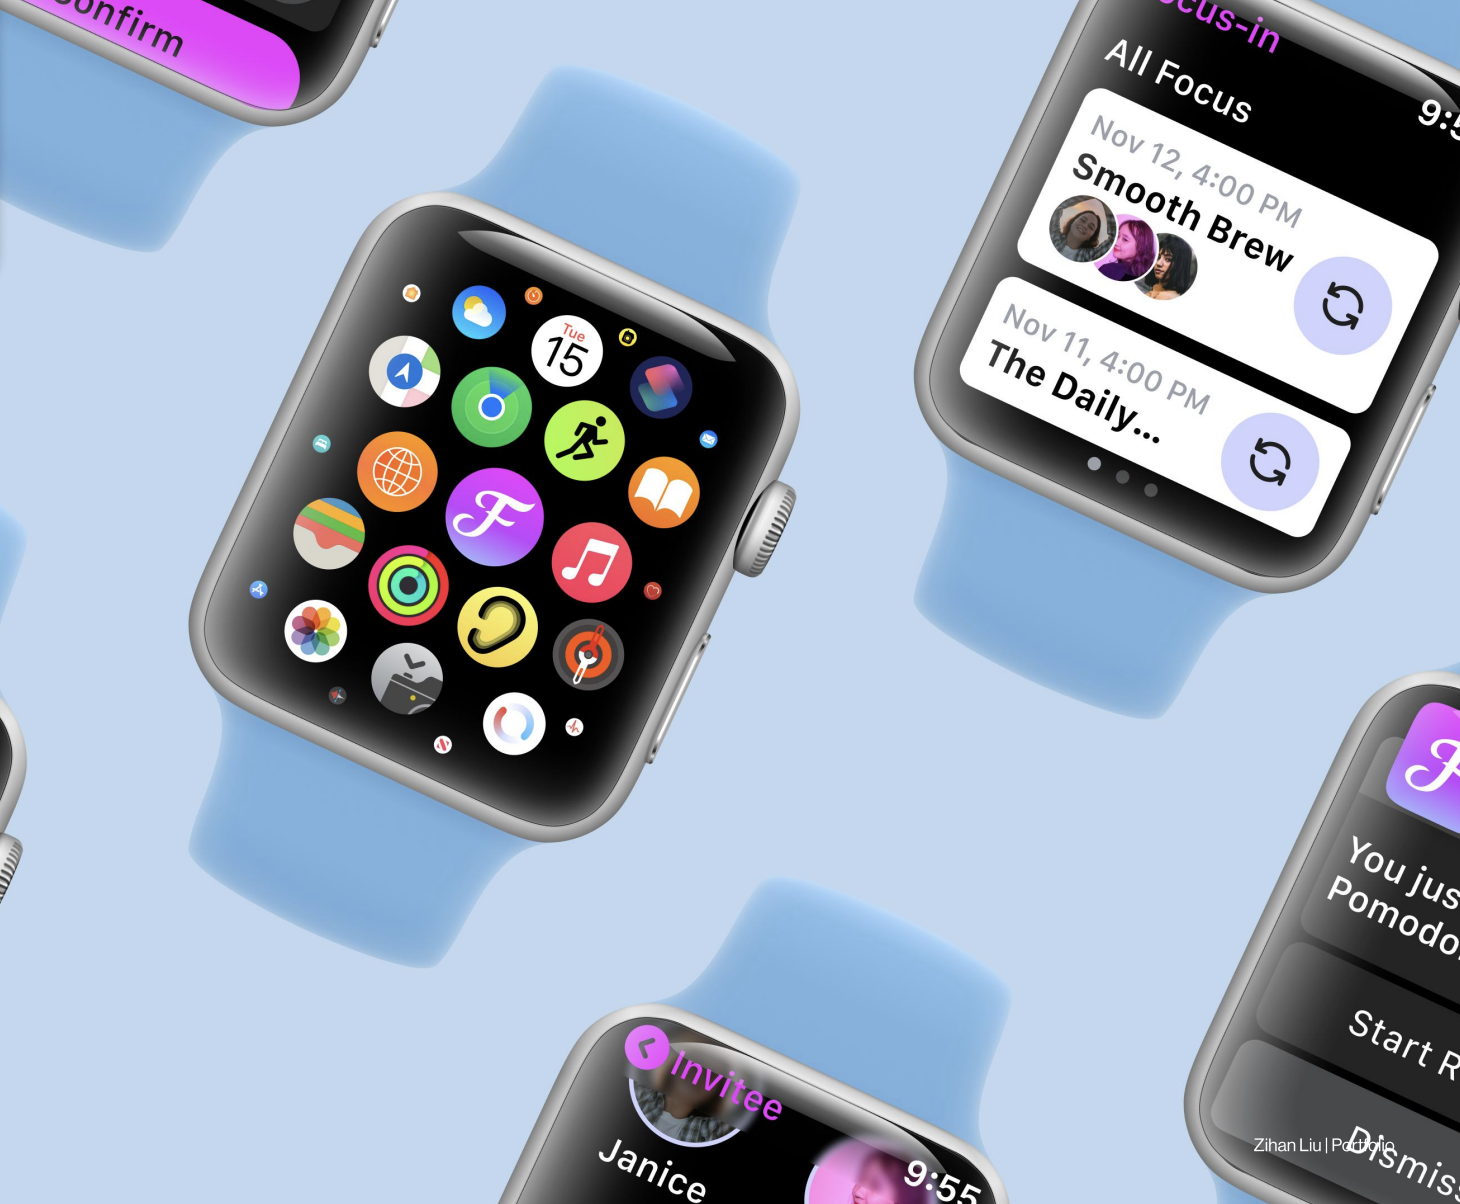 onfirm
ocus-in
All Focus
9:5
Nov 12, 4:00 PM
Smooth Brew
Nov 11, 4:00 PM
The Daily...
Tue
15
F
F
You jus
Pomodo
Start R
Dismis
Invitee
Janice
9:55
Zihan Liu | Portfolio